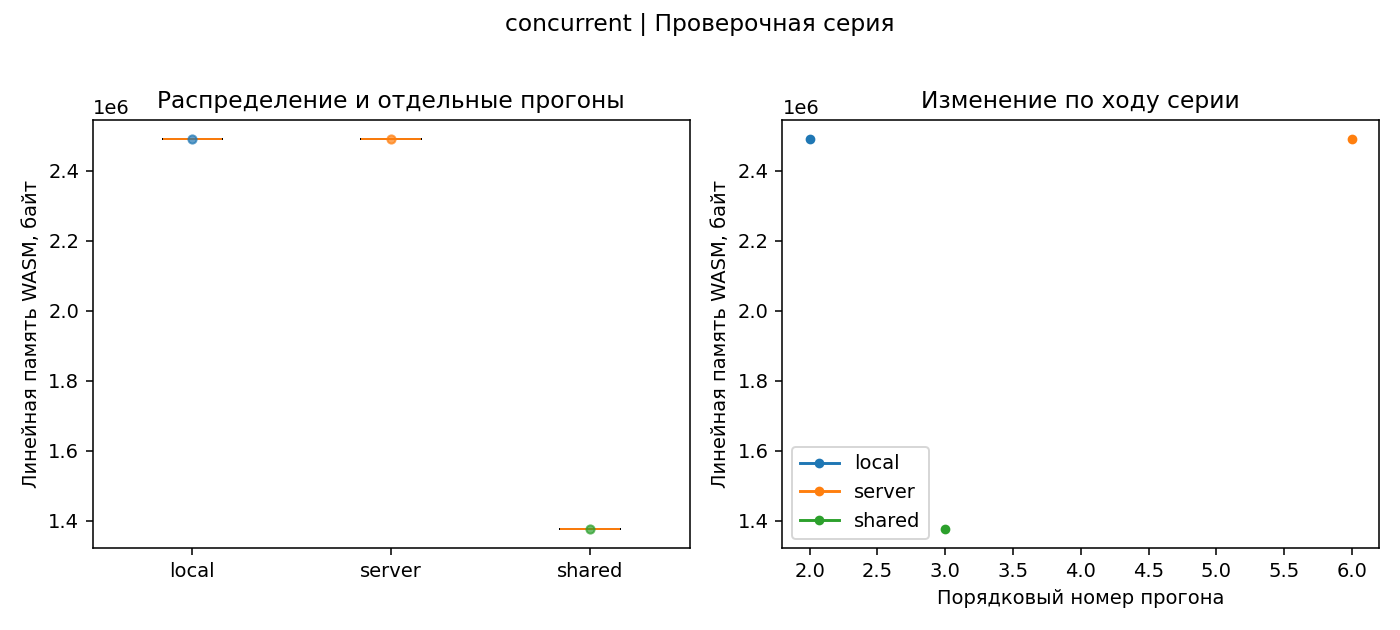 concurrent | Проверочная серия
Распределение и отдельные прогоны
1e6
Линейная память WASM, байт
2.4
2.2
2.0
1.8
1.6
1.4
local server shared
Изменение по ходу серии
1e6
Линейная память WASM, байт
2.4
2.2
2.0
1.8
1.6
1.4
local
server
shared
2.0 2.5 3.0 3.5 4.0 4.5 5.0 5.5 6.0
Порядковый номер прогона